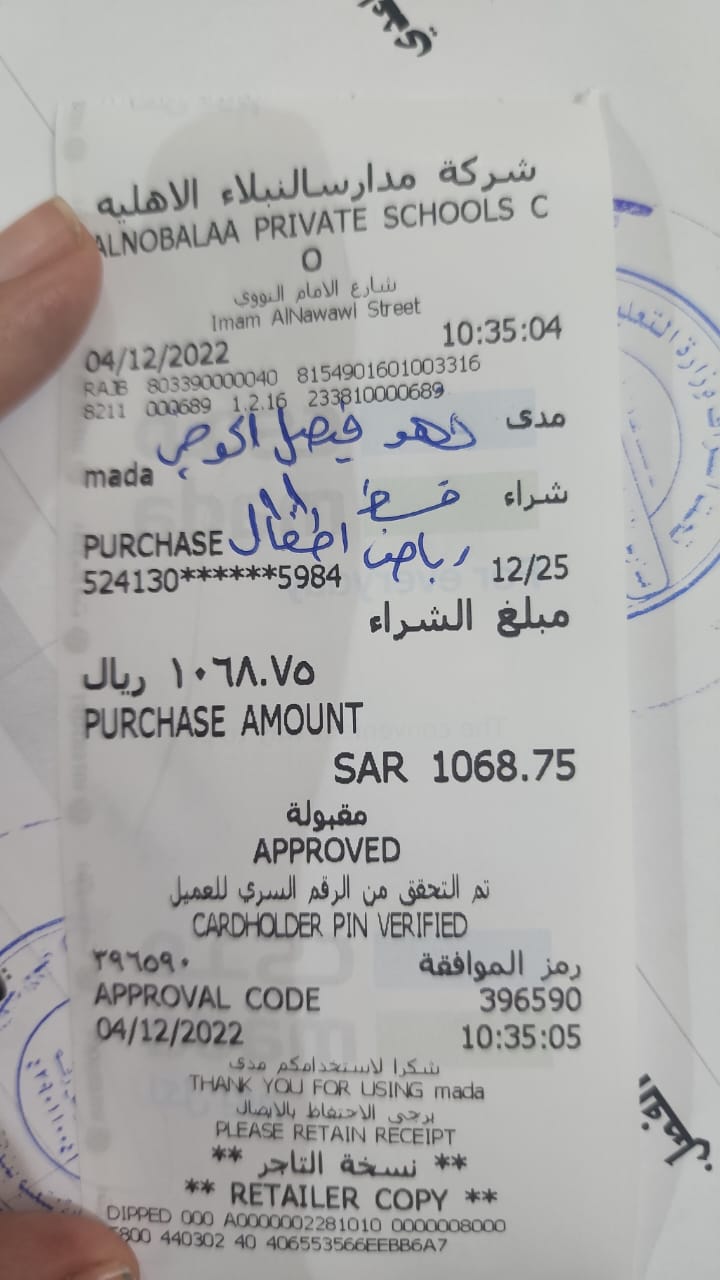 شركة مدارسالنبلاء الاهليه
ALNOBALAA PRIVATE SCHOOLS C
O
شارع الامام النووي
Imam AlNawawi Street
04/12/2022 10:35:04
RAJB 803390000040 8154901601003316
8211 000689 1.2.16 233810000689
مدى
فيصل
mada
شراء
قسط
PURCHASE
رياض اطفال
524130******5984 12/25
مبلغ الشراء
١٠٦٨.٧٥ ريال
PURCHASE AMOUNT
SAR 1068.75
مقبولة
APPROVED
تم التحقق من الرقم السري للعميل
CARDHOLDER PIN VERIFIED
رمز الموافقة ٣٩٦٥٩٠
APPROVAL CODE 396590
04/12/2022 10:35:05
شكرا لاستخدامكم مدى
THANK YOU FOR USING mada
يرجى الاحتفاظ بالايصال
PLEASE RETAIN RECEIPT
** نسخة التاجر **
** RETAILER COPY **
DIPPED 000 A0000002281010 0000008000
440302 40 406553566EEBB6A7
وزارة التعليم